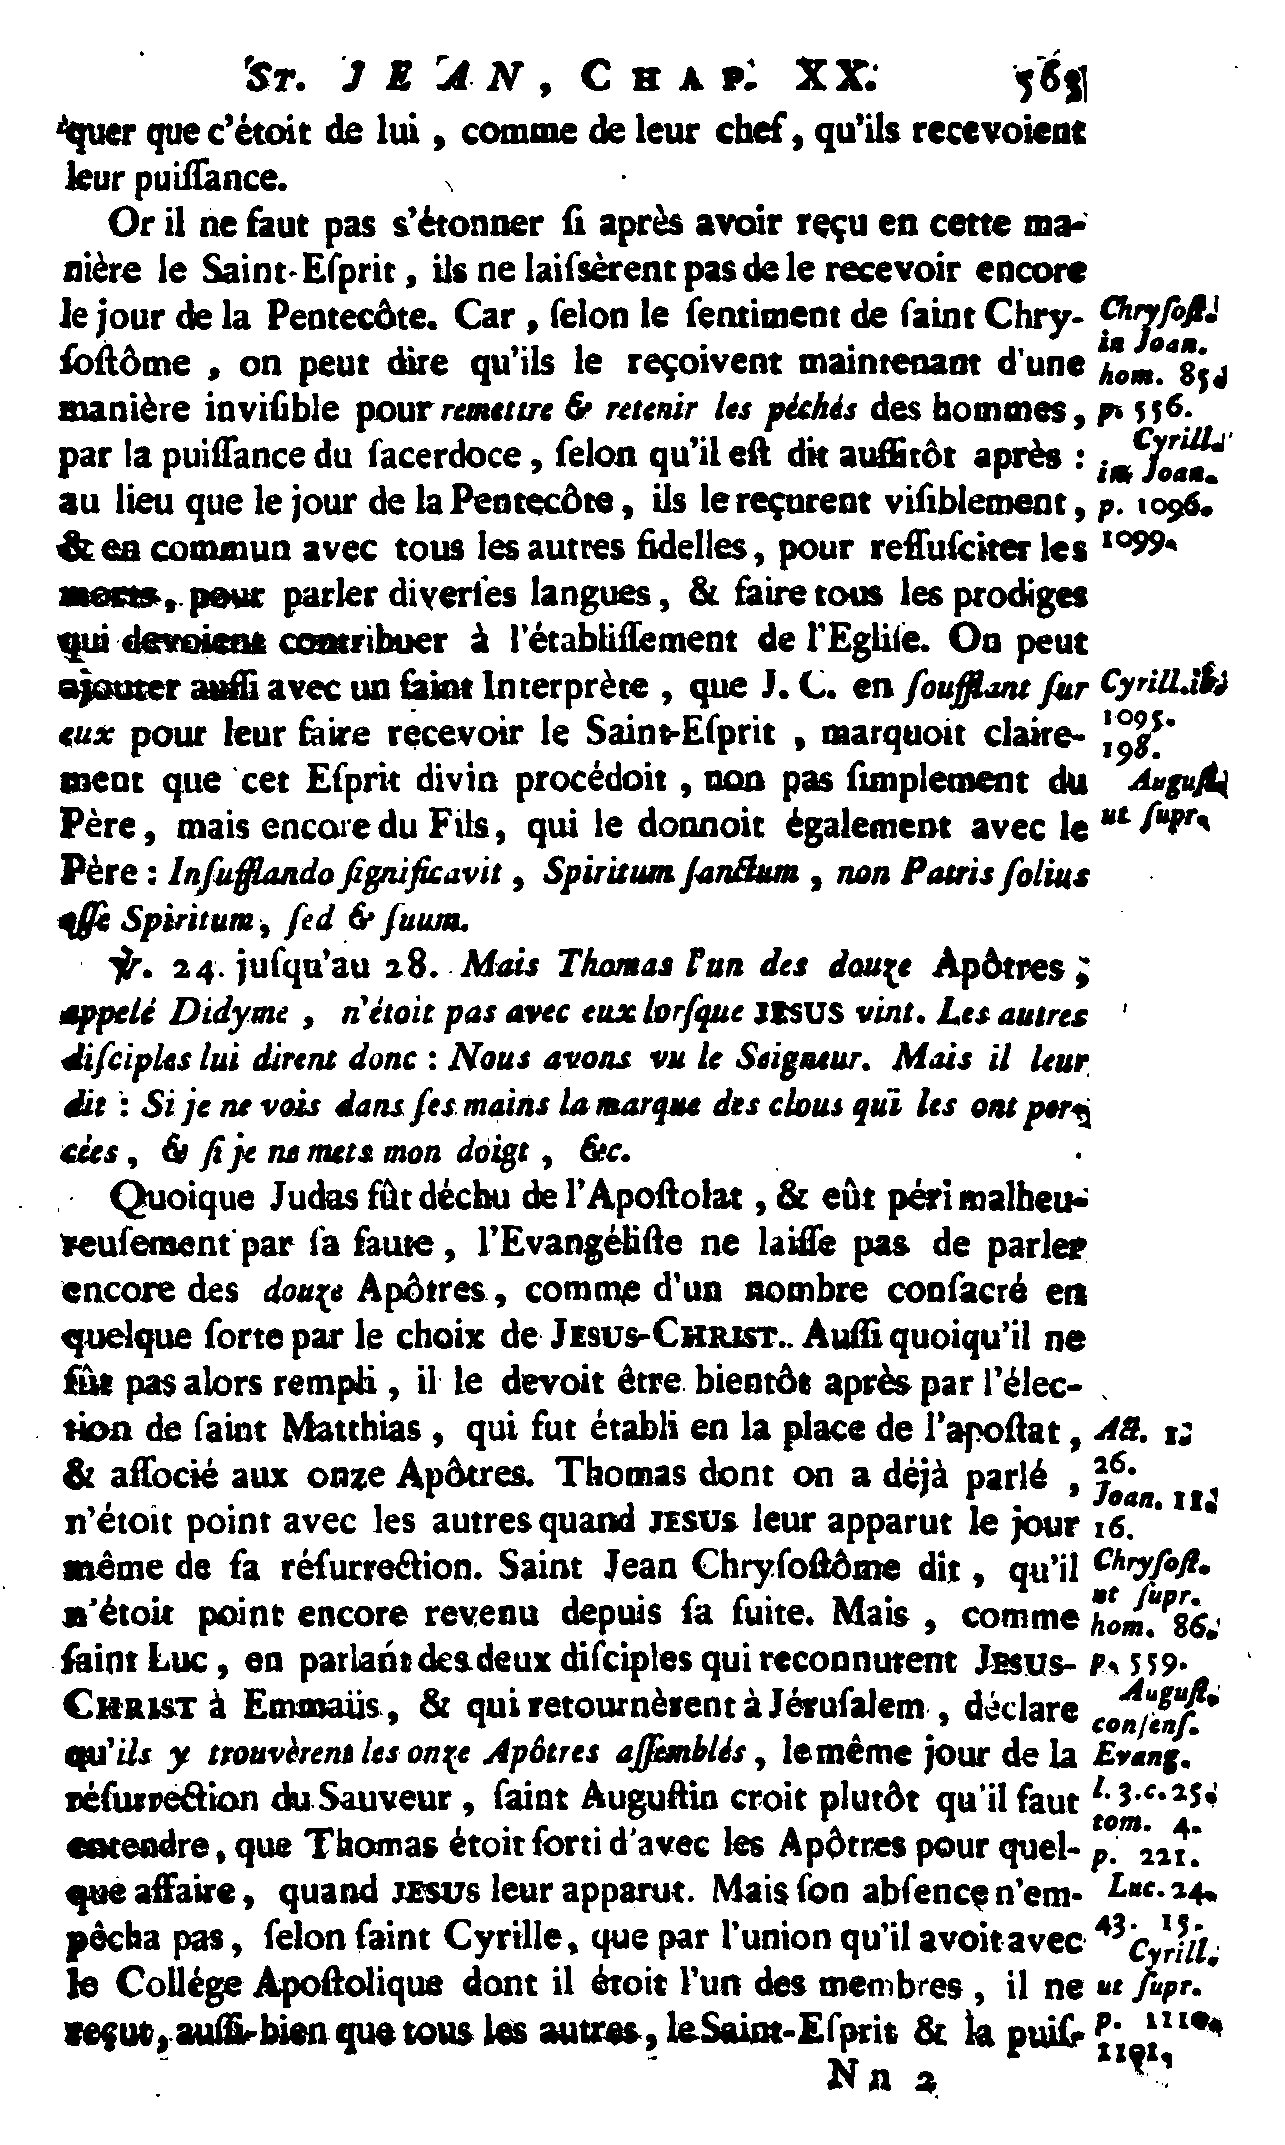 St. JEAN, CHAP. XX. 563
quer que c'étoit de lui, comme de leur chef, qu'ils recevoient
leur puiſſance.
Or il ne faut pas s'étonner ſi après avoir reçu en cette ma-
nière le Saint-Eſprit, ils ne laiſsèrent pas de le recevoir encore
le jour de la Pentecôte. Car, ſelon le ſentiment de ſaint Chry-
ſoſtôme, on peut dire qu'ils le reçoivent maintenant d'une
manière inviſible pour remettre & retenir les péchés des hommes,
par la puiſſance du ſacerdoce, ſelon qu'il eſt dit auſſitôt après :
au lieu que le jour de la Pentecôte, ils le reçurent viſiblement,
& en commun avec tous les autres fidelles, pour reſſuſciter les
morts, pour parler diverſes langues, & faire tous les prodiges
qui devoient contribuer à l'établiſſement de l'Egliſe. On peut
ajouter auſſi avec un ſaint Interprète, que J. C. en ſoufflant ſur
eux pour leur faire recevoir le Saint-Eſprit, marquoit claire-
ment que cet Eſprit divin procédoit, non pas ſimplement du
Père, mais encore du Fils, qui le donnoit également avec le
Père : Inſufflando ſignificavit, Spiritum ſanctum, non Patris ſolius
eſſe Spiritum, ſed & ſuum.
℣. 24. juſqu'au 28. Mais Thomas l'un des douze Apôtres,
appelé Didyme, n'étoit pas avec eux lorſque JESUS vint. Les autres
diſciples lui dirent donc : Nous avons vu le Seigneur. Mais il leur
dit : Si je ne vois dans ſes mains la marque des clous qui les ont per-
cées, & ſi je ne mets mon doigt, &c.
Quoique Judas fût déchu de l'Apoſtolat, & eût péri malheu-
reuſement par ſa faute, l'Evangéliſte ne laiſſe pas de parler
encore des douze Apôtres, comme d'un nombre conſacré en
quelque ſorte par le choix de JESUS-CHRIST. Auſſi quoiqu'il ne
fût pas alors rempli, il le devoit être bientôt après par l'élec-
tion de ſaint Matthias, qui fut établi en la place de l'apoſtat,
& aſſocié aux onze Apôtres. Thomas dont on a déjà parlé,
n'étoit point avec les autres quand JESUS leur apparut le jour
même de ſa réſurrection. Saint Jean Chryſoſtôme dit, qu'il
n'étoit point encore revenu depuis ſa fuite. Mais, comme
ſaint Luc, en parlant des deux diſciples qui reconnurent JESUS-
CHRIST à Emmaüs, & qui retournèrent à Jéruſalem, déclare
qu'ils y trouvèrent les onze Apôtres aſſemblés, le même jour de la
réſurrection du Sauveur, ſaint Auguſtin croit plutôt qu'il faut
entendre, que Thomas étoit ſorti d'avec les Apôtres pour quel-
que affaire, quand JESUS leur apparut. Mais ſon abſence n'em-
pêcha pas, ſelon ſaint Cyrille, que par l'union qu'il avoit avec
le Collége Apoſtolique dont il étoit l'un des membres, il ne
reçut, auſſi-bien que tous les autres, le Saint-Eſprit & la puiſ-
Nn 2
Chryſoſt.
in Joan.
hom. 85.
p. 556.
Cyrill.
in Joan.
p. 1096.
1099.
Cyrill.
1095.
198.
Auguſt.
ut ſupr.
Act. 1.
26.
Joan. 11.
16.
Chryſoſt.
ut ſupr.
hom. 86.
p. 559.
Auguſt.
conſenſ.
Evang.
l. 3. c. 25.
tom. 4.
p. 221.
Luc. 24.
43. 15.
Cyrill.
ut ſupr.
p. 1110.